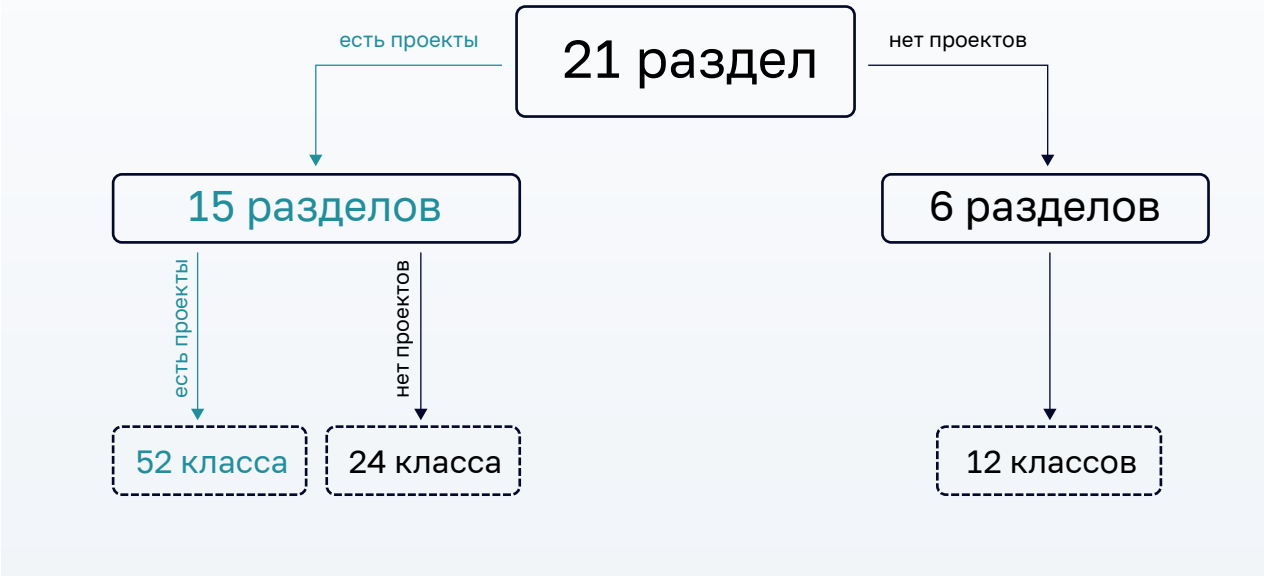 есть проекты
21 раздел
нет проектов
15 разделов
6 разделов
есть проекты
нет проектов
52 класса
24 класса
12 классов